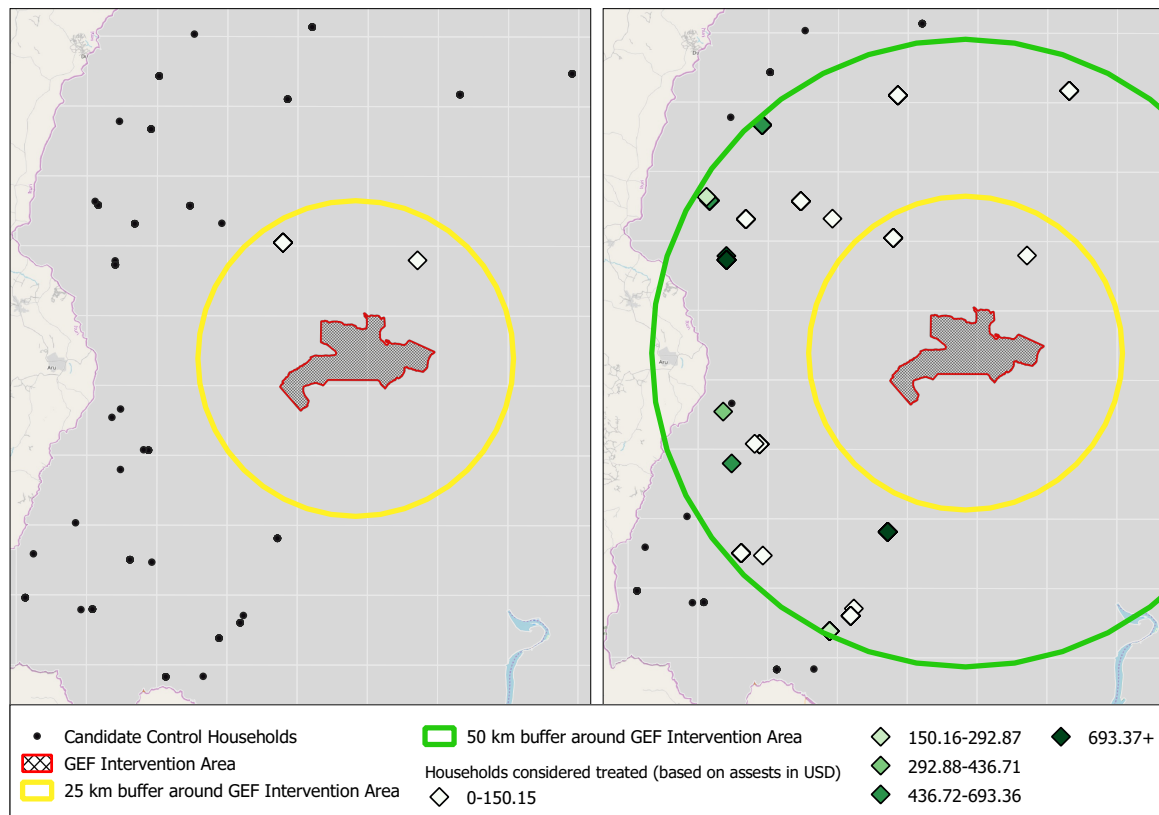 Aru
Aru
Candidate Control Households
GEF Intervention Area
25 km buffer around GEF Intervention Area
50 km buffer around GEF Intervention Area
Households considered treated (based on assests in USD)
0-150.15
150.16-292.87
292.88-436.71
436.72-693.36
693.37+